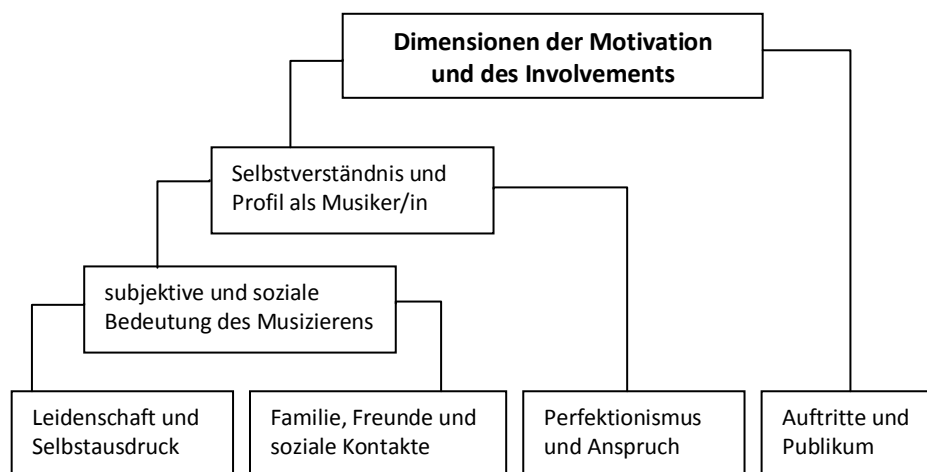 Dimensionen der Motivation
und des Involvements
Selbstverständnis und
Profil als Musiker/in
subjektive und soziale
Bedeutung des Musizierens
Leidenschaft und
Selbstausdruck
Familie, Freunde und
soziale Kontakte
Perfektionismus
und Anspruch
Auftritte und
Publikum